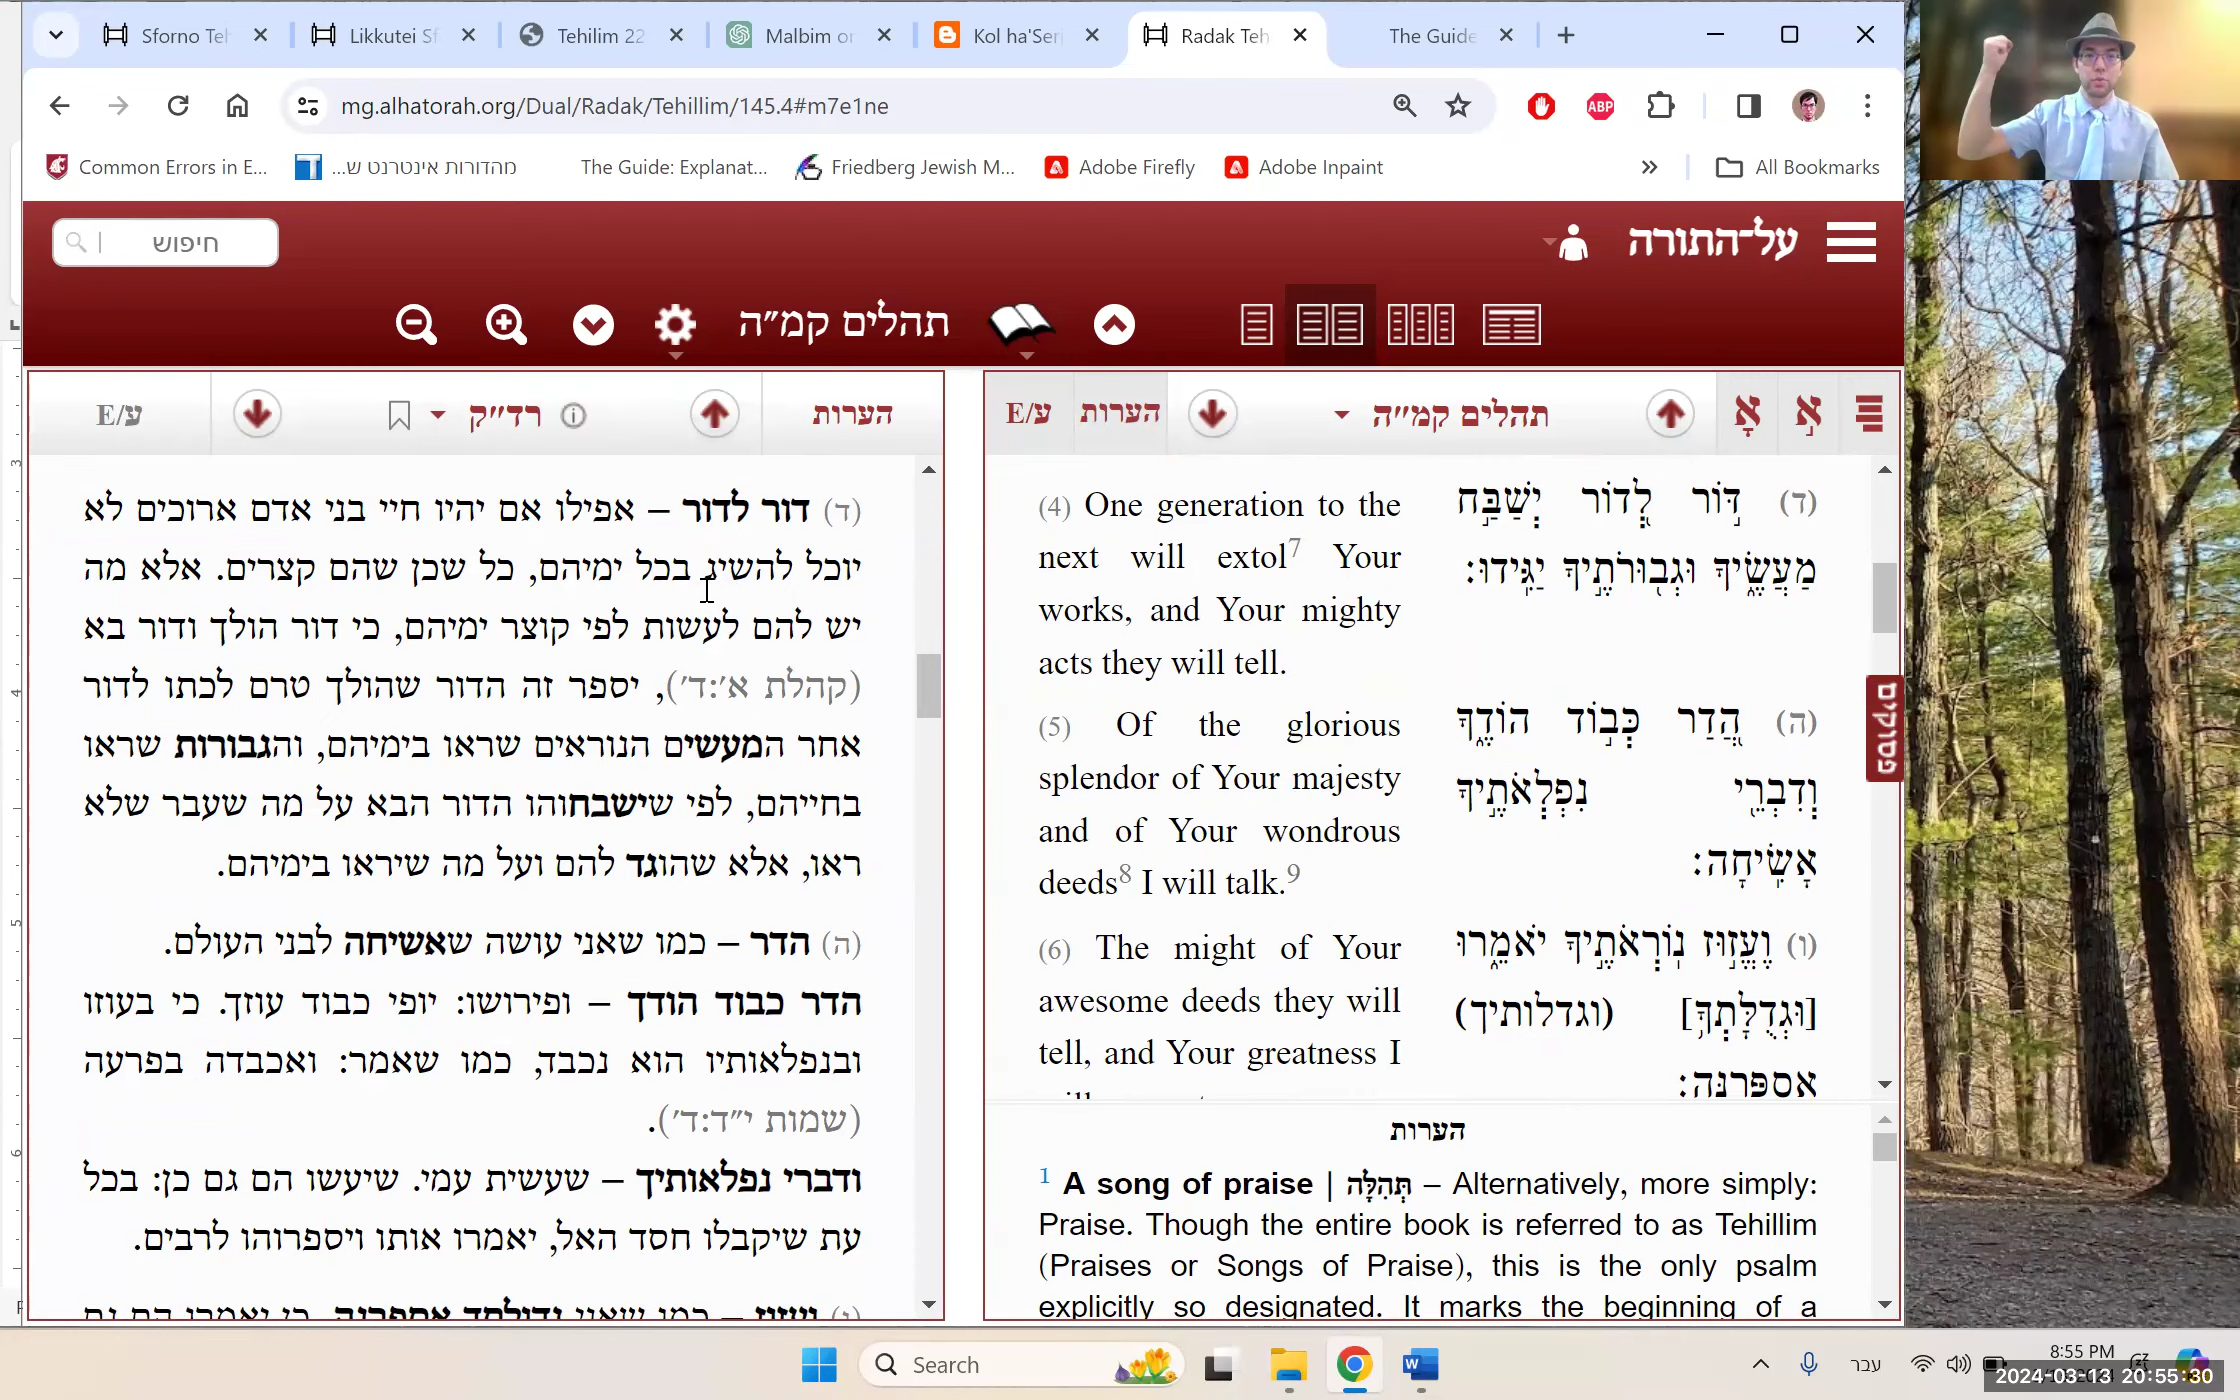 Sforno Teh
Likkutei Sf
Tehilim 22
Malbim on
Kol ha'Seri
Radak Teh
The Guide
mg.alhatorah.org/Dual/Radak/Tehillim/145.4#m7e1ne
ABP
Common Errors in E...
מהדורות אינטרנט ש...
The Guide: Explanat...
Friedberg Jewish M...
Adobe Firefly
Adobe Inpaint
All Bookmarks
חיפוש
על־התורה
תהלים קמ״ה
הערות
רד״ק
ע/E
(ד) דור לדור – אפילו אם יהיו חיי בני אדם ארוכים לא
יוכל להשיג בכל ימיהם, כל שכן שהם קצרים. אלא מה
יש להם לעשות לפי קוצר ימיהם, כי דור הולך ודור בא
(קהלת א׳:ד׳), יספר זה הדור שהולך טרם לכתו לדור
אחר המעשים הנוראים שראו בימיהם, והגבורות שראו
בחייהם, לפי שישבחוהו הדור הבא על מה שעבר שלא
ראו, אלא שהוגד להם ועל מה שיראו בימיהם.
(ה) הדר – כמו שאני עושה שאשיחה לבני העולם.
הדר כבוד הודך – ופירושו: יופי כבוד עוזך. כי בעוזו
ובנפלאותיו הוא נכבד, כמו שאמר: ואכבדה בפרעה
(שמות י״ד:ד׳).
ודברי נפלאותיך – שעשית עמי. שיעשו הם גם כן: בכל
עת שיקבלו חסד האל, יאמרו אותו ויספרוהו לרבים.
תהלים קמ״ה
הערות
ע/E
(ד) דּ֣וֹר לְ֭דוֹר יְשַׁבַּ֣ח
מַעֲשֶׂ֑יךָ וּגְב֖וּרֹתֶ֣יךָ יַגִּֽידוּ׃
(ה) הֲ֭דַר כְּב֣וֹד הוֹדֶ֑ךָ
וְדִבְרֵ֖י נִפְלְאֹתֶ֣יךָ
אָשִֽׂיחָה׃
(ו) וֶעֱז֣וּז נֽוֹרְאֹתֶ֣יךָ יֹאמֵ֑רוּ
[וּגְדֻלָּתְךָ֥] (וגדלותיך)
אספרנה׃
(4) One generation to the
next will extol7 Your
works, and Your mighty
acts they will tell.
(5) Of the glorious
splendor of Your majesty
and of Your wondrous
deeds8 I will talk.9
(6) The might of Your
awesome deeds they will
tell, and Your greatness I
פסוקים
הערות
1 A song of praise | תְּהִלָּה – Alternatively, more simply:
Praise. Though the entire book is referred to as Tehillim
(Praises or Songs of Praise), this is the only psalm
explicitly so designated. It marks the beginning of a
Search
עבר
8:55 PM
2024-03-13 20:55:30